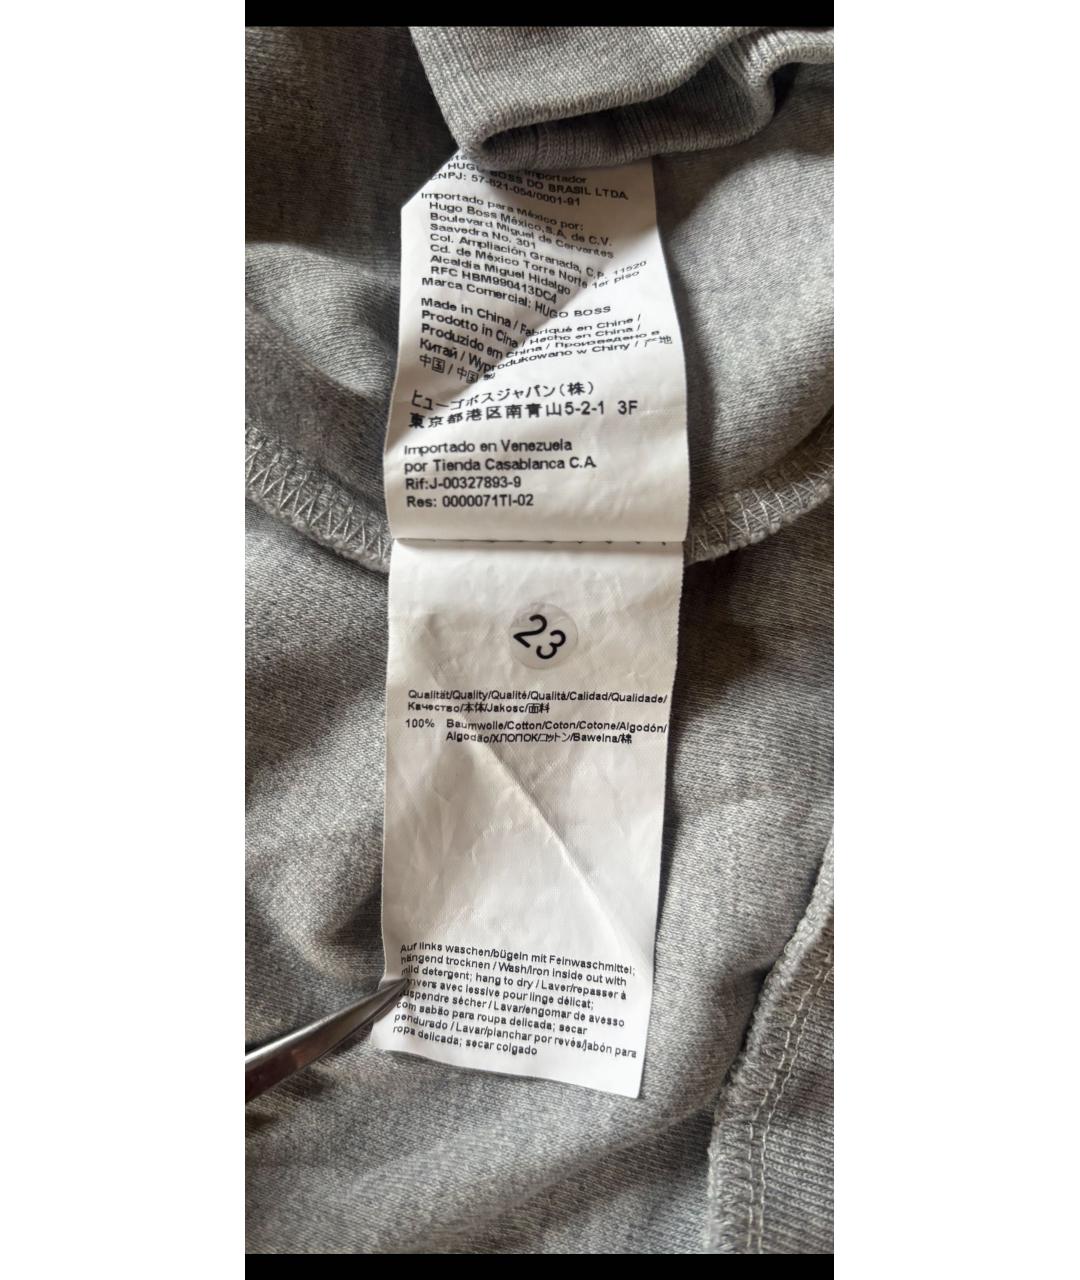 HUGO BOSS DO BRASIL LTDA.
CNPJ: 57-821-054/0001-91
Importado para México por:
Hugo Boss México,S.A. de C.V.
Boulevard Miguel de Cervantes
Saavedra No. 301
Col. Ampliación Granada, C.P. 11520
Cd. de México Torre Norte 1er piso
Alcaldia Miguel Hidalgo
RFC HBM990413DC4
Marca Comercial: HUGO BOSS
Made in China / Fabriqué en Chine /
Prodotto in Cina / Hecho en China /
Produzido em China / Произведено в
Китай / Wyprodukowano w Chiny / 产地
中国 / 中国製
ヒューゴボスジャパン(株)
東京都港区南青山5-2-1 3F
Importado en Venezuela
por Tienda Casablanca C.A.
Rif:J-00327893-9
Res: 0000071TI-02
23
Qualität/Quality/Qualité/Qualità/Calidad/Qualidade/
Качество/本体/Jakosc/面料
100% Baumwolle/Cotton/Coton/Cotone/Algodón/
Algodão/ХЛОПОК/コットン/Bawelna/棉
Auf links waschen/bügeln mit Feinwaschmittel;
hängend trocknen / Wash/Iron inside out with
mild detergent; hang to dry / Laver/repasser à
l'envers avec lessive pour linge délicat;
suspendre sécher / Lavar/engomar de avesso
com sabão para roupa delicada; secar
pendurado / Lavar/planchar por revés/jabón para
ropa delicada; secar colgado